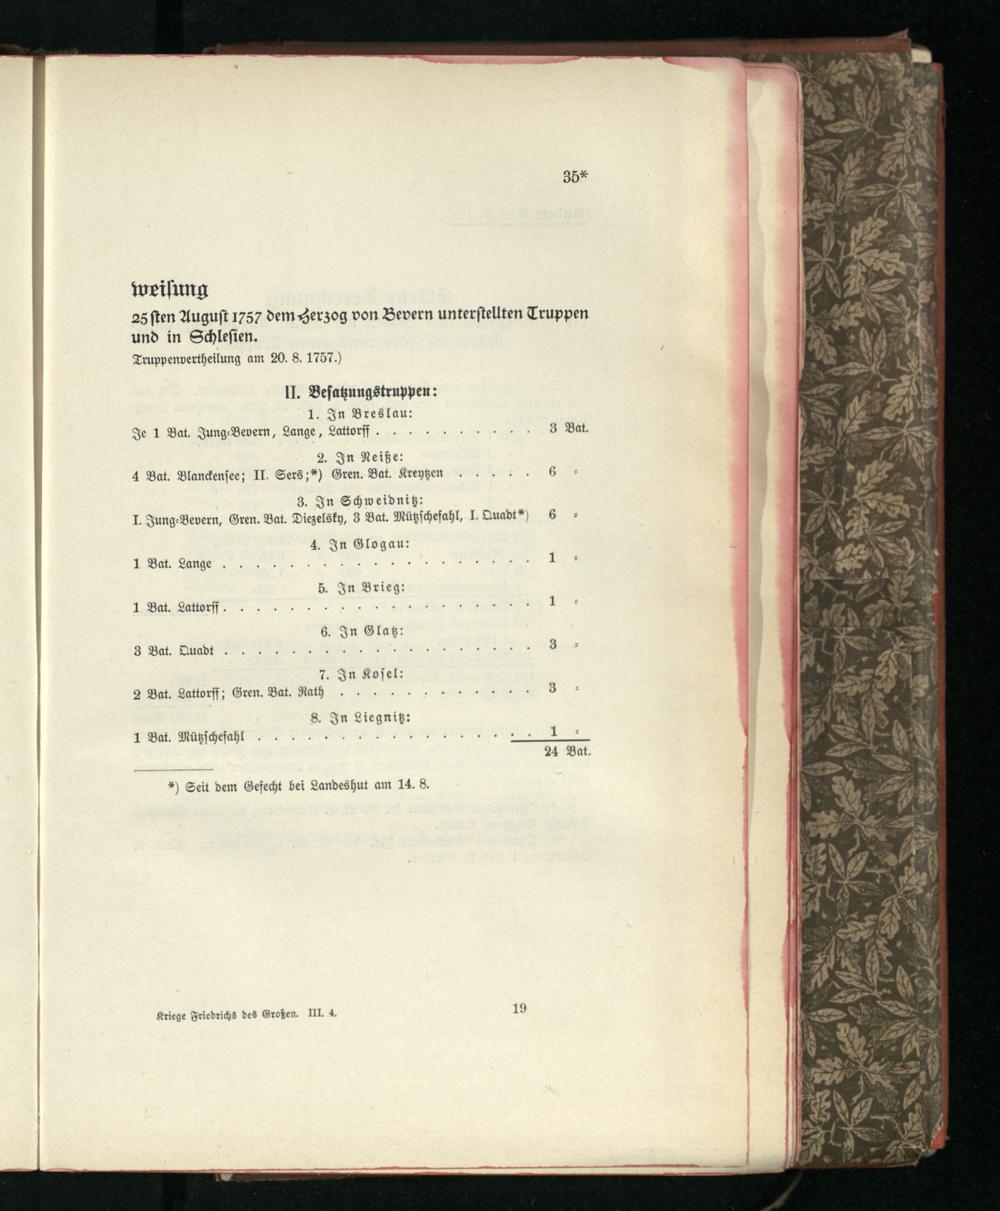 35*
weisung
25sten August 1757 dem Herzog von Bevern unterstellten Truppen
und in Schlesien.
Truppenvertheilung am 20. 8. 1757.)
II. Besatzungstruppen:
1. In Breslau:
Je 1 Bat. Jung-Bevern, Lange, Lattorff . . . . . . . . . . 3 Bat.
2. In Neiße:
4 Bat. Blanckensee; II. Sers;*) Gren. Bat. Kreytzen . . . . . 6 =
3. In Schweidnitz:
I. Jung=Bevern, Gren. Bat. Diezelsky, 3 Bat. Mützschefahl, I. Quadt*) 6 =
4. In Glogau:
1 Bat. Lange . . . . . . . . . . . . . . . . . . . 1 =
5. In Brieg:
1 Bat. Lattorff . . . . . . . . . . . . . . . . . . . 1 =
6. In Glatz:
3 Bat. Quadt . . . . . . . . . . . . . . . . . . . 3 =
7. In Kosel:
2 Bat. Lattorff; Gren. Bat. Rath . . . . . . . . . . . . 3 =
8. In Liegnitz:
1 Bat. Mützschefahl . . . . . . . . . . . . . . . . . 1 =
24 Bat.
*) Seit dem Gefecht bei Landeshut am 14. 8.
Kriege Friedrichs des Großen. III. 4. 19